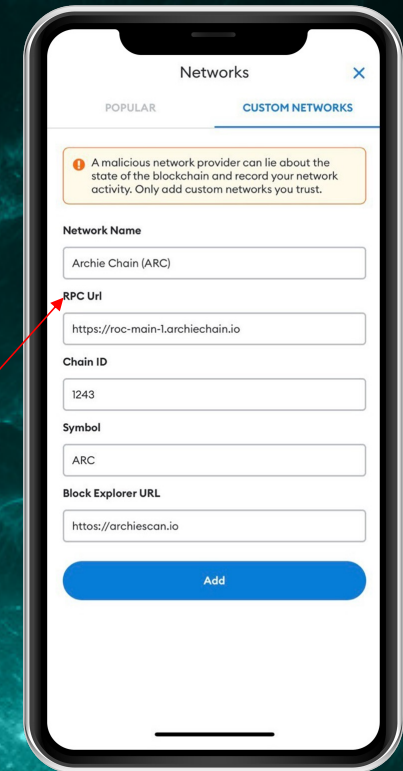 Networks
POPULAR
CUSTOM NETWORKS
A malicious network provider can lie about the
state of the blockchain and record your network
activity. Only add custom networks you trust.
Network Name
Archie Chain (ARC)
RPC Url
https://roc-main-1.archiechain.io
Chain ID
1243
Symbol
ARC
Block Explorer URL
httos://archiescan.io
Add